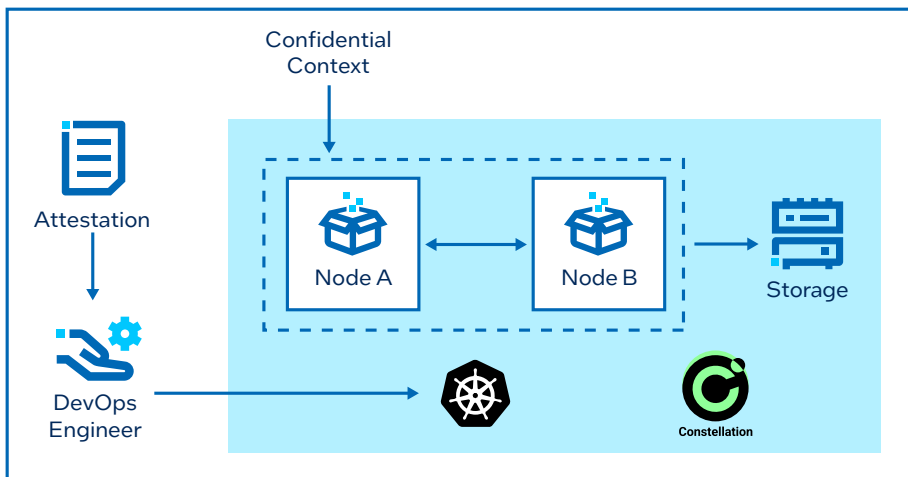 Confidential
Context
Attestation
Node A
Node B
Storage
DevOps
Engineer
Constellation